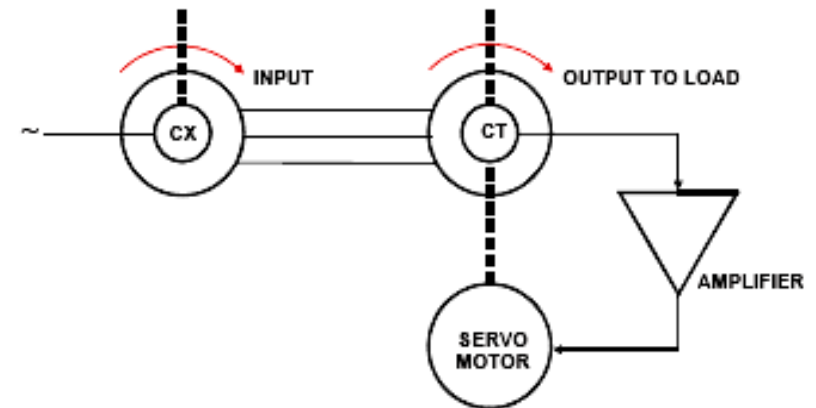 INPUT
OUTPUT TO LOAD
~
CX
CT
AMPLIFIER
SERVO
MOTOR